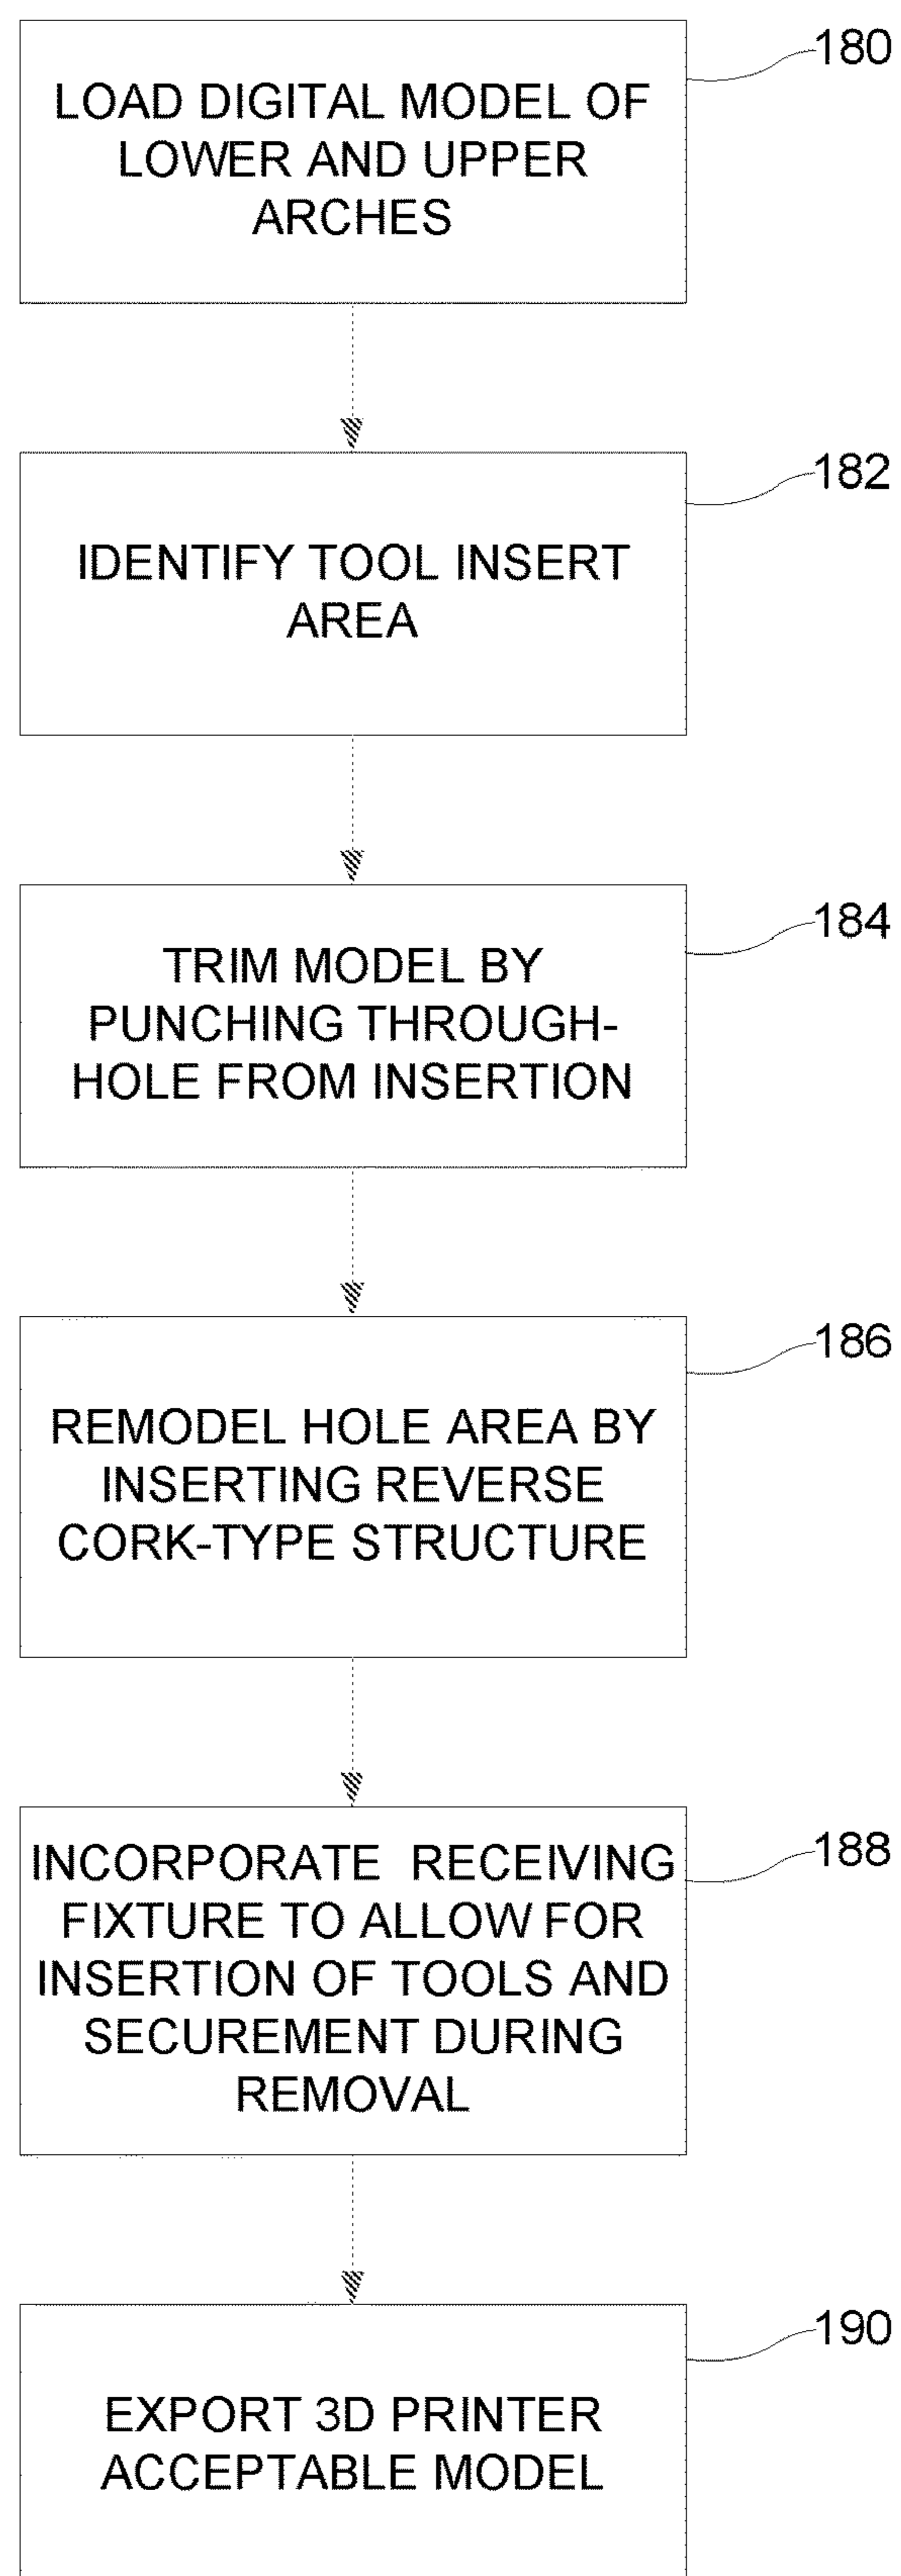 180
LOAD DIGITAL MODEL OF
LOWER AND UPPER
ARCHES
182
IDENTIFY TOOL INSERT
AREA
184
TRIM MODEL BY
PUNCHING THROUGH-
HOLE FROM INSERTION
186
REMODEL HOLE AREA BY
INSERTING REVERSE
CORK-TYPE STRUCTURE
188
INCORPORATE RECEIVING
FIXTURE TO ALLOW FOR
INSERTION OF TOOLS AND
SECUREMENT DURING
REMOVAL
190
EXPORT 3D PRINTER
ACCEPTABLE MODEL